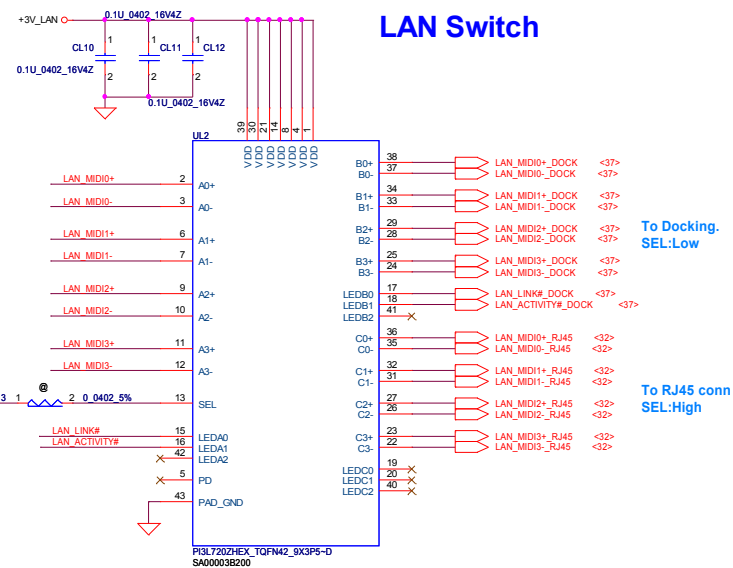 LAN Switch
+3V_LAN
0.1U_0402_16V4Z
1 1 1
CL10 CL11 CL12
0.1U_0402_16V4Z
2 2 2
0.1U_0402_16V4Z
39 30 21 14 8 4 1
UL2
VDD VDD VDD VDD VDD VDD VDD
LAN_MIDI0+ 2 A0+
LAN_MIDI0- 3 A0-
LAN_MIDI1+ 6 A1+
LAN_MIDI1- 7 A1-
LAN_MIDI2+ 9 A2+
LAN_MIDI2- 10 A2-
LAN_MIDI3+ 11 A3+
LAN_MIDI3- 12 A3-
@
3 1 2 0_0402_5% 13 SEL
LAN_LINK# 15 LEDA0
LAN_ACTIVITY# 16 LEDA1
42 LEDA2
5 PD
43 PAD_GND
B0+ 38 LAN_MIDI0+_DOCK <37>
B0- 37 LAN_MIDI0-_DOCK <37>
B1+ 34 LAN_MIDI1+_DOCK <37>
B1- 33 LAN_MIDI1-_DOCK <37>
B2+ 29 LAN_MIDI2+_DOCK <37>
B2- 28 LAN_MIDI2-_DOCK <37>
B3+ 25 LAN_MIDI3+_DOCK <37>
B3- 24 LAN_MIDI3-_DOCK <37>
LEDB0 17 LAN_LINK#_DOCK <37>
LEDB1 18 LAN_ACTIVITY#_DOCK <37>
LEDB2 41
To Docking.
SEL:Low
C0+ 36 LAN_MIDI0+_RJ45 <32>
C0- 35 LAN_MIDI0-_RJ45 <32>
C1+ 32 LAN_MIDI1+_RJ45 <32>
C1- 31 LAN_MIDI1-_RJ45 <32>
C2+ 27 LAN_MIDI2+_RJ45 <32>
C2- 26 LAN_MIDI2-_RJ45 <32>
C3+ 23 LAN_MIDI3+_RJ45 <32>
C3- 22 LAN_MIDI3-_RJ45 <32>
To RJ45 conn
SEL:High
LEDC0 19
LEDC1 20
LEDC2 40
PI3L720ZHEX_TQFN42_9X3P5~D
SA00003B200